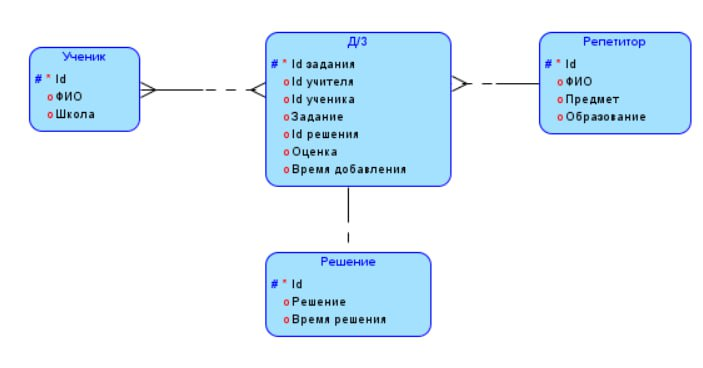 Ученик
# * Id
o ФИО
o Школа
Д/З
# * Id задания
o Id учителя
o Id ученика
o Задание
o Id решения
o Оценка
o Время добавления
Репетитор
# * Id
o ФИО
o Предмет
o Образование
Решение
# * Id
o Решение
o Время решения